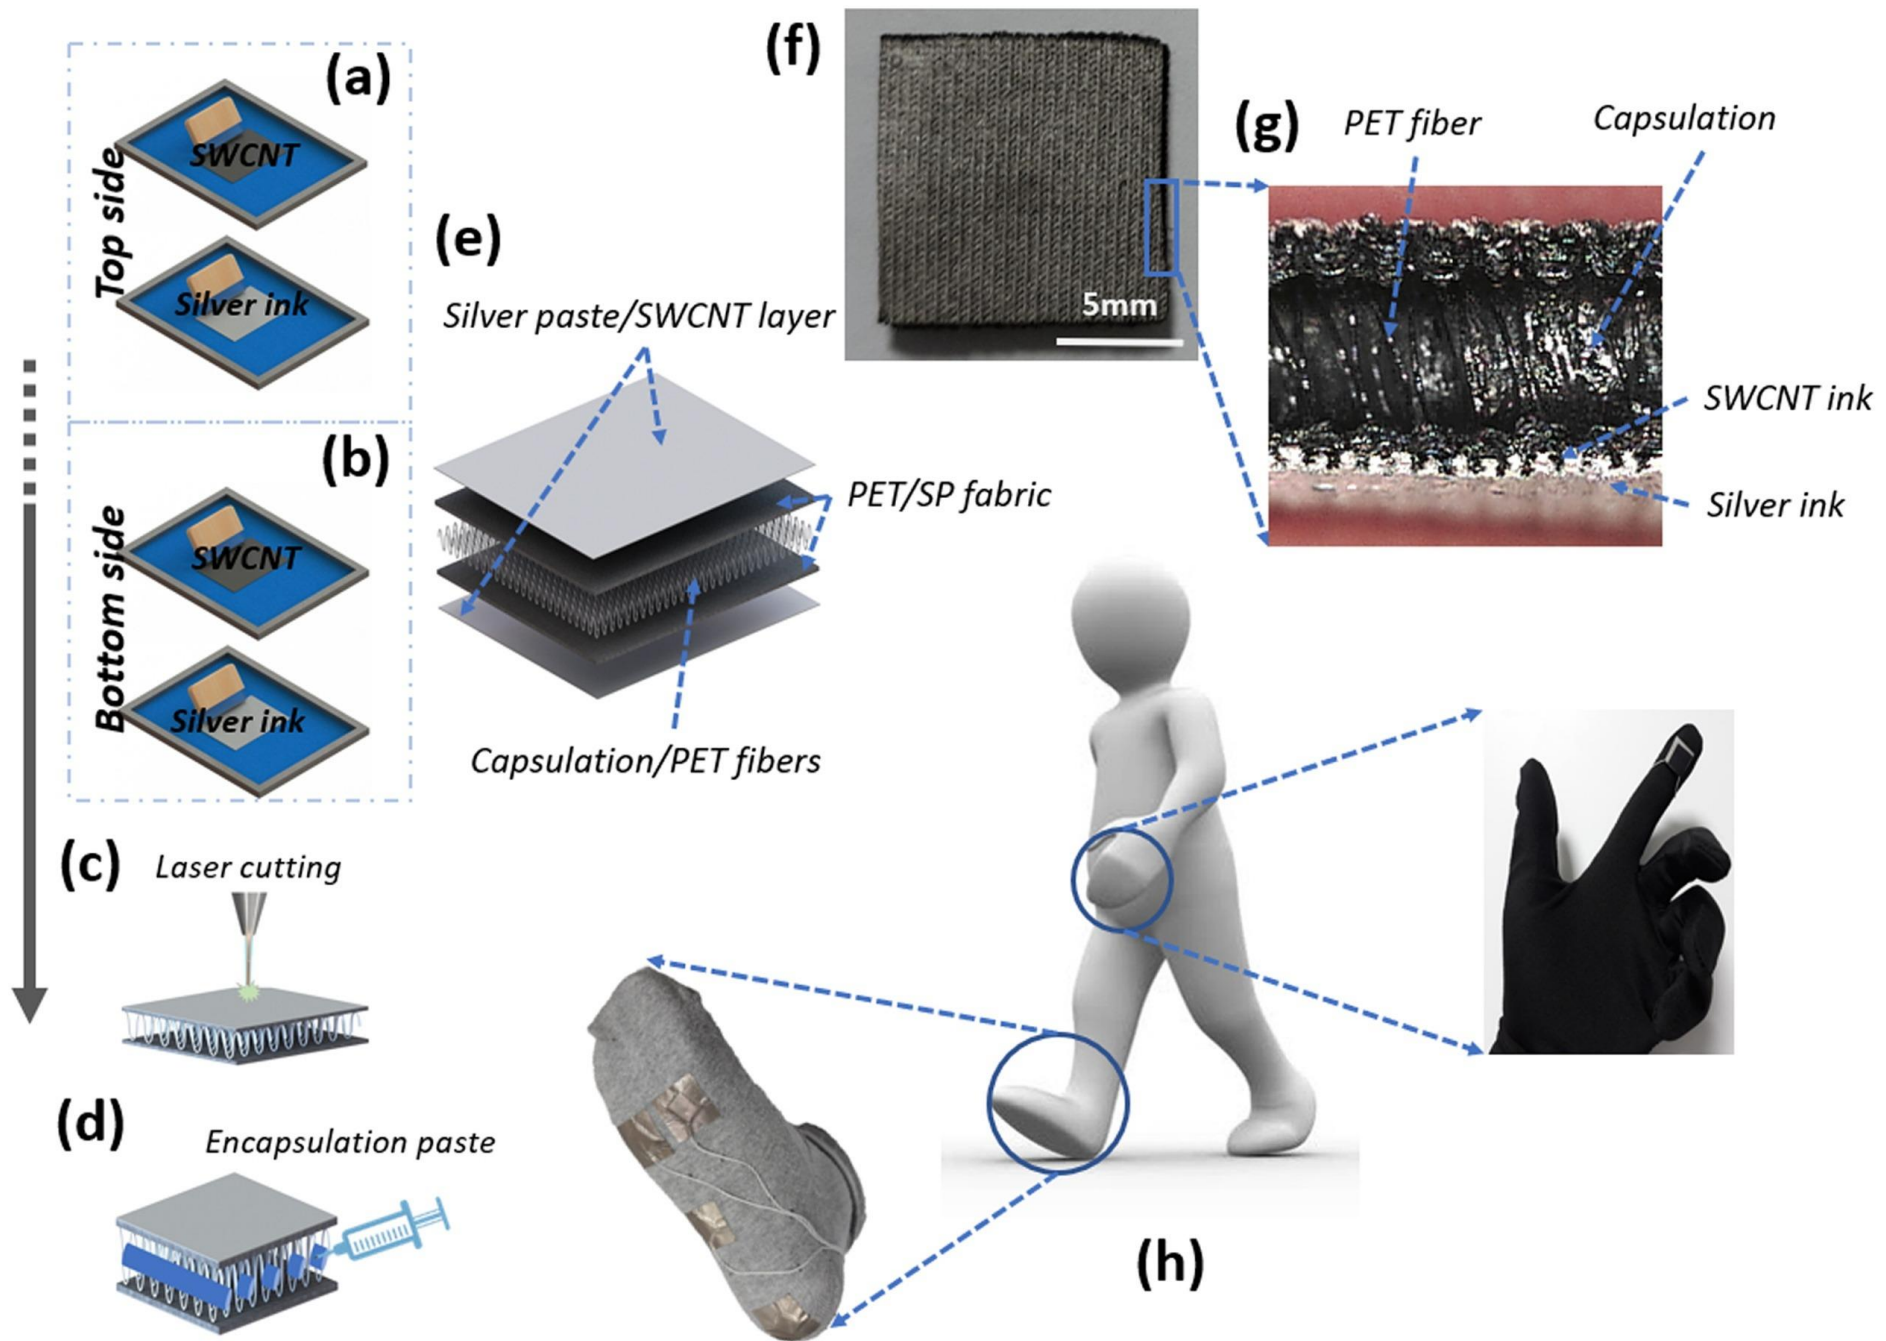 (a)
Top side
SWCNT
Silver ink
(b)
Bottom side
SWCNT
Silver ink
(c)
Laser cutting
(d)
Encapsulation paste
(e)
Silver paste/SWCNT layer
PET/SP fabric
Capsulation/PET fibers
(f)
5mm
(g)
PET fiber
Capsulation
SWCNT ink
Silver ink
(h)